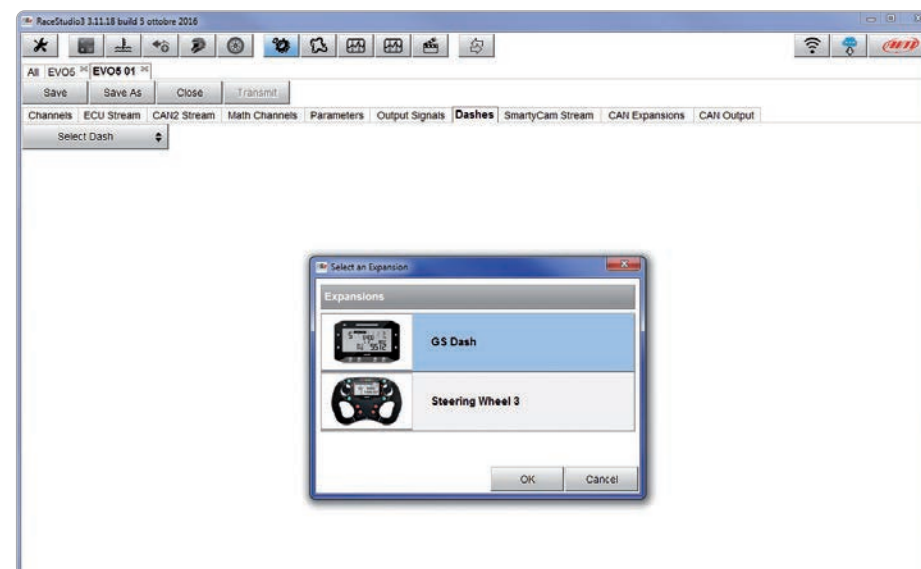 RaceStudio3 3.11.18 build 5 ottobre 2016
All EVO5 EVO5 01
Save Save As Close Transmit
Channels ECU Stream CAN2 Stream Math Channels Parameters Output Signals Dashes SmartyCam Stream CAN Expansions CAN Output
Select Dash
Select an Expansion
Expansions
GS Dash
Steering Wheel 3
OK Cancel